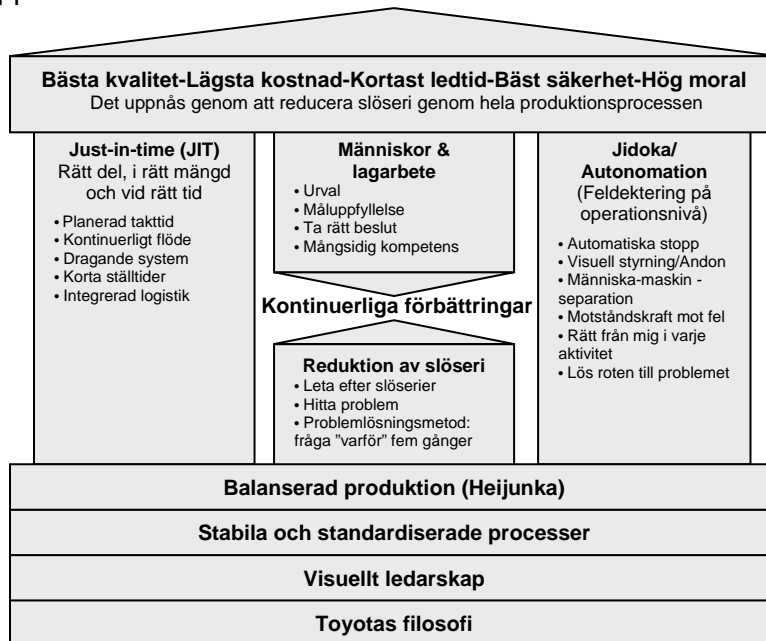 Bästa kvalitet-Lägsta kostnad-Kortast ledtid-Bäst säkerhet-Hög moral
Det uppnås genom att reducera slöseri genom hela produktionsprocessen
Just-in-time (JIT)
Rätt del, i rätt mängd
och vid rätt tid
• Planerad takttid
• Kontinuerligt flöde
• Dragande system
• Korta ställtider
• Integrerad logistik
Människor &
lagarbete
• Urval
• Måluppfyllelse
• Ta rätt beslut
• Mångsidig kompetens
Kontinuerliga förbättringar
Reduktion av slöseri
• Leta efter slöserier
• Hitta problem
• Problemlösningsmetod:
fråga ”varför” fem gånger
Jidoka/
Autonomation
(Feldektering på
operationsnivå)
• Automatiska stopp
• Visuell styrning/Andon
• Människa-maskin -
separation
• Motståndskraft mot fel
• Rätt från mig i varje
aktivitet
• Lös roten till problemet
Balanserad produktion (Heijunka)
Stabila och standardiserade processer
Visuellt ledarskap
Toyotas filosofi